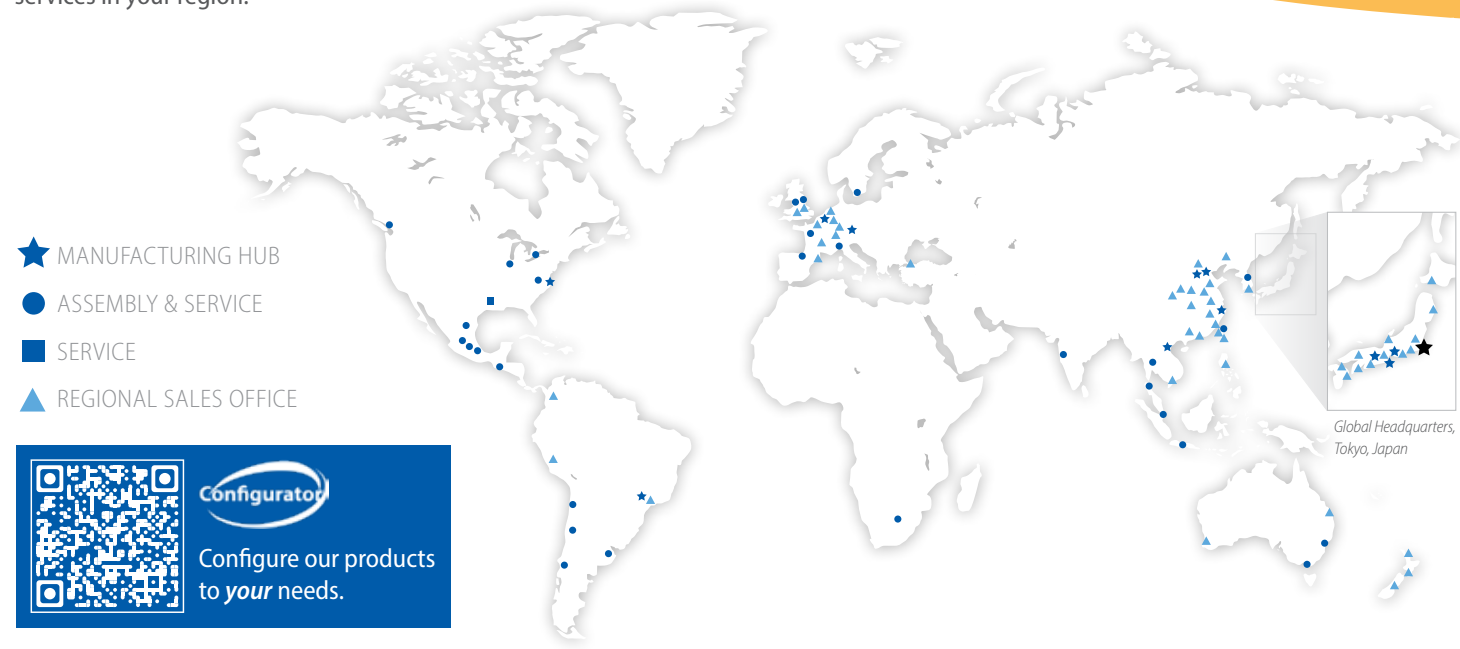 services in your region.
MANUFACTURING HUB
ASSEMBLY & SERVICE
SERVICE
REGIONAL SALES OFFICE
Configurator
Configure our products
to your needs.
Global Headquarters,
Tokyo, Japan